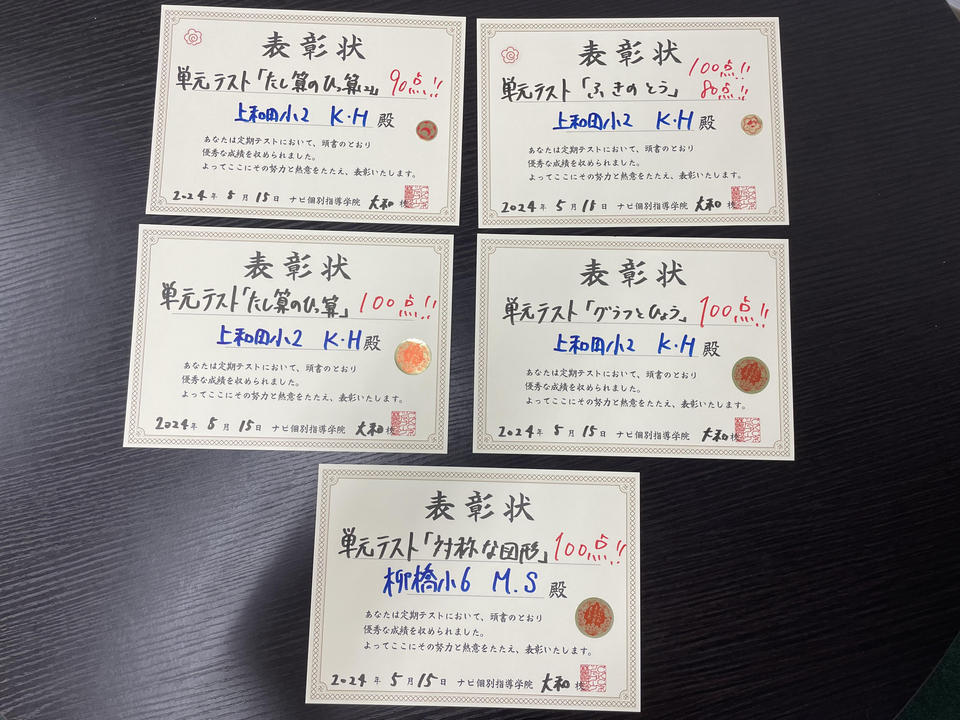 表彰状
単元テスト「たし算のひっ算(2)」 90点!!
上和田小2 K・H 殿
あなたは定期テストにおいて、頭書のとおり
優秀な成績を収められました。
よってここにその努力と熱意をたたえ、表彰いたします。
2024年 5月15日 ナビ個別指導学院 大和校
表彰状
単元テスト「ふきのとう」 100点!! 80点!!
上和田小2 K・H 殿
あなたは定期テストにおいて、頭書のとおり
優秀な成績を収められました。
よってここにその努力と熱意をたたえ、表彰いたします。
2024年 5月15日 ナビ個別指導学院 大和校
表彰状
単元テスト「たし算のひっ算」 100点!!
上和田小2 K・H 殿
あなたは定期テストにおいて、頭書のとおり
優秀な成績を収められました。
よってここにその努力と熱意をたたえ、表彰いたします。
2024年 5月15日 ナビ個別指導学院 大和校
表彰状
単元テスト「グラフとひょう」 100点!!
上和田小2 K・H 殿
あなたは定期テストにおいて、頭書のとおり
優秀な成績を収められました。
よってここにその努力と熱意をたたえ、表彰いたします。
2024年 5月15日 ナビ個別指導学院 大和校
表彰状
単元テスト「対称な図形」 100点!!
柳橋小6 M.S 殿
あなたは定期テストにおいて、頭書のとおり
優秀な成績を収められました。
よってここにその努力と熱意をたたえ、表彰いたします。
2024年 5月15日 ナビ個別指導学院 大和校